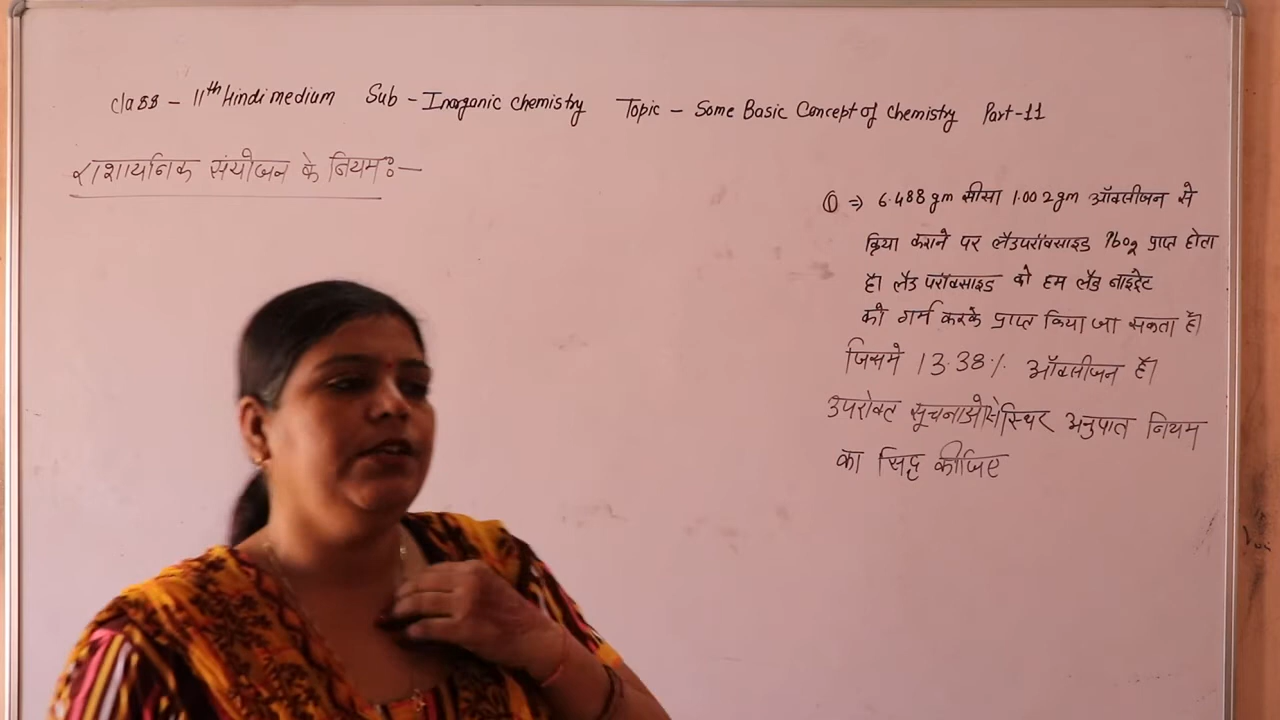 Class - 11th Hindi medium Sub - Inorganic Chemistry Topic - Some Basic Concept of Chemistry Part-11
राशायनिक संयोजन के नियम:-
① ⇒ 6.488 gm सीसा 1.002 gm ऑक्सीजन से
क्रिया कराने पर लैडपरॉक्साइड PbO2 प्राप्त होता
है। लैड परॉक्साइड को हम लैड नाइट्रेट
को गर्म करके प्राप्त किया जा सकता है।
जिसमे 13.38% ऑक्सीजन है।
उपरोक्त सूचनाओ से स्थिर अनुपात नियम
का सिद्ध कीजिए